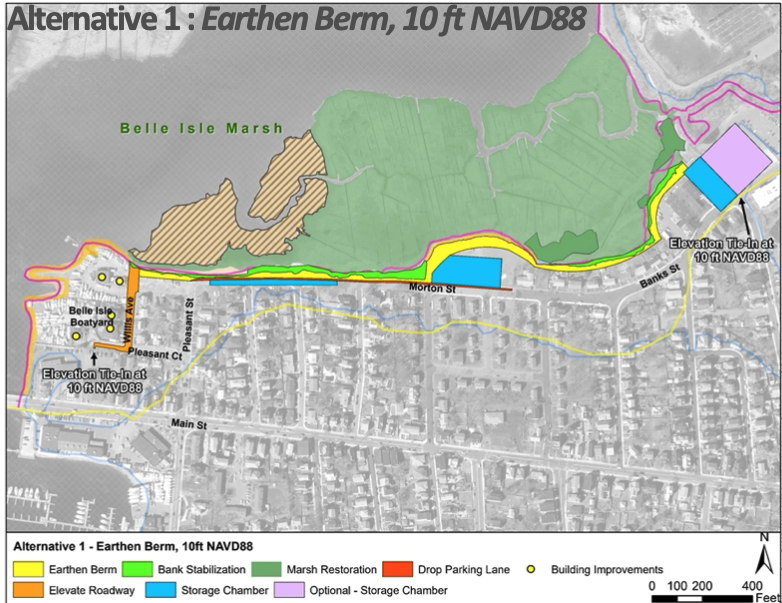 Alternative 1 : Earthen Berm, 10 ft NAVD88
Belle Isle Marsh
Elevation Tie-In at
10 ft NAVD88
Banks St
Morton St
Belle Isle
Boatyard
Willis Ave
Pleasant St
Pleasant Ct
Elevation Tie-In at
10 ft NAVD88
Main St
Alternative 1 - Earthen Berm, 10ft NAVD88
Earthen Berm
Bank Stabilization
Marsh Restoration
Drop Parking Lane
Building Improvements
Elevate Roadway
Storage Chamber
Optional - Storage Chamber
N
0 100 200 400
Feet